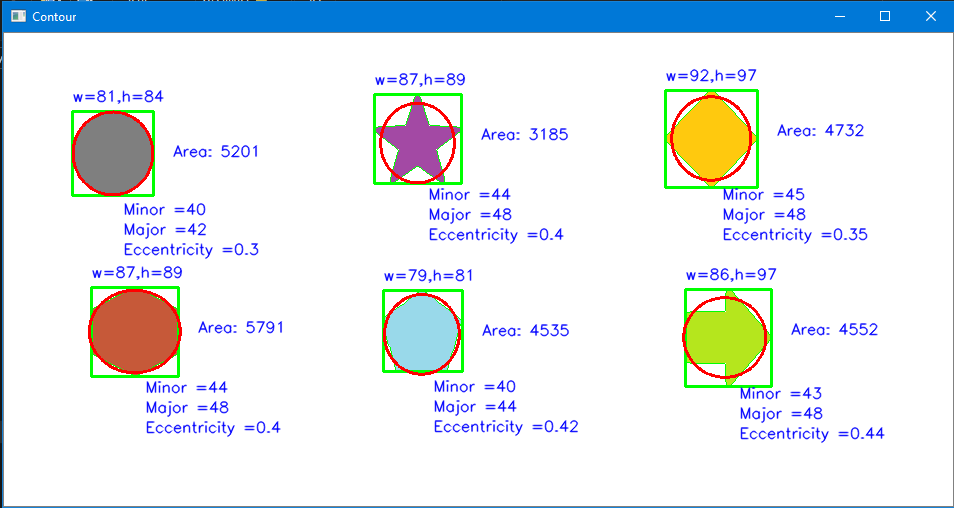 Contour
w=81,h=84
Area: 5201
Minor =40
Major =42
Eccentricity =0.3
w=87,h=89
Area: 3185
Minor =44
Major =48
Eccentricity =0.4
w=92,h=97
Area: 4732
Minor =45
Major =48
Eccentricity =0.35
w=87,h=89
Area: 5791
Minor =44
Major =48
Eccentricity =0.4
w=79,h=81
Area: 4535
Minor =40
Major =44
Eccentricity =0.42
w=86,h=97
Area: 4552
Minor =43
Major =48
Eccentricity =0.44